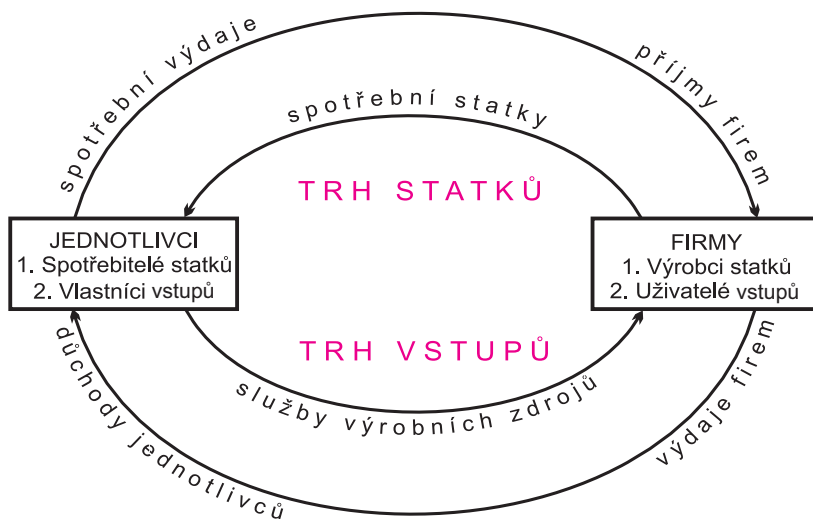 spotřební výdaje
příjmy firem
spotřební statky
TRH STATKŮ
JEDNOTLIVCI
1. Spotřebitelé statků
2. Vlastníci vstupů
FIRMY
1. Výrobci statků
2. Uživatelé vstupů
TRH VSTUPŮ
služby výrobních zdrojů
důchody jednotlivců
výdaje firem